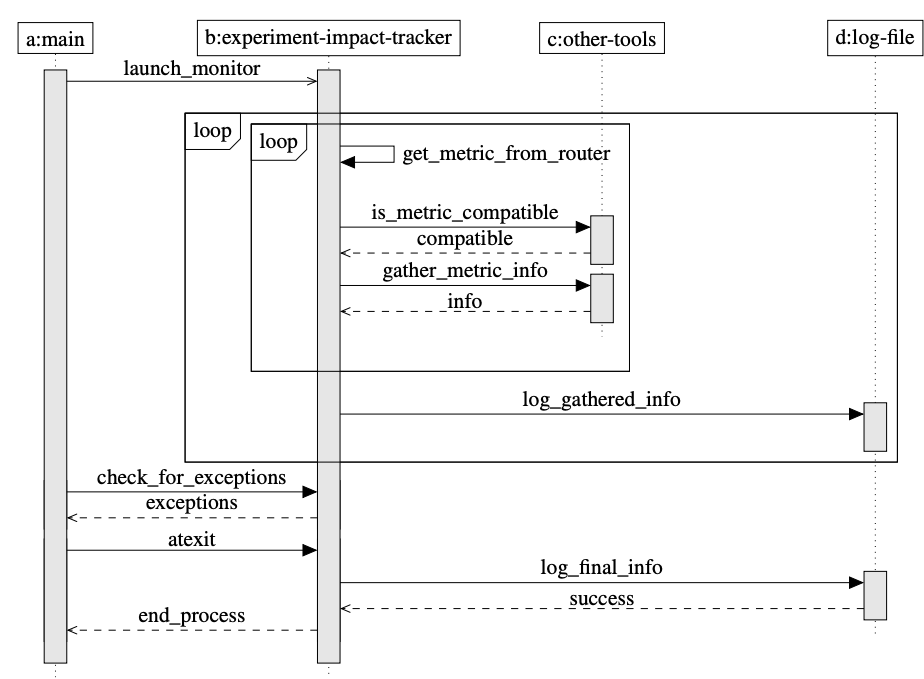 a:main
b:experiment-impact-tracker
c:other-tools
d:log-file
launch_monitor
loop
loop
get_metric_from_router
is_metric_compatible
compatible
gather_metric_info
info
log_gathered_info
check_for_exceptions
exceptions
atexit
log_final_info
success
end_process